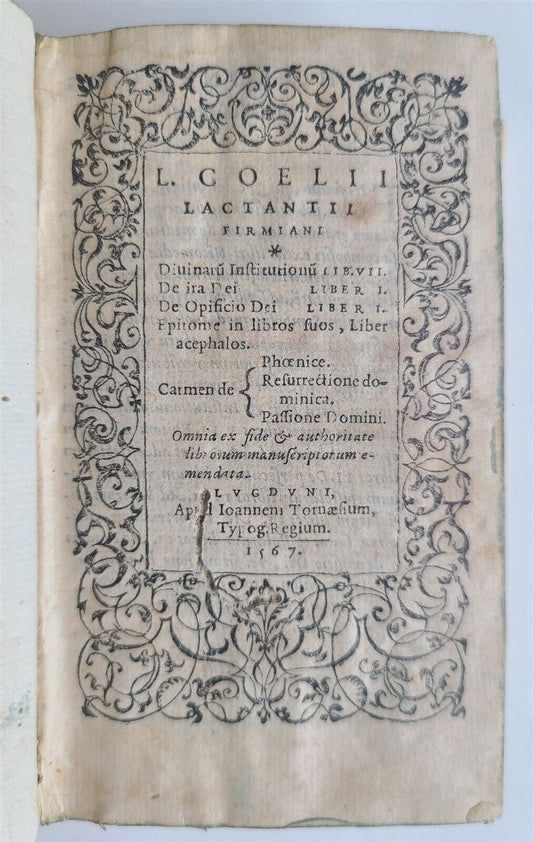 L. COELII
LACTANTII
FIRMIANI
*
Diuinarū Institutionū LIB. VII.
De ira Dei LIBER I.
De Opificio Dei LIBER I.
Epitome in libros suos, Liber
acephalos.
Carmen de { Phœnice.
Resurrectione do-
minica.
Passione Domini.
Omnia ex fide & authoritate
librorum manuscriptorum e-
mendata.
LVGDVNI,
Apud Ioannem Tornæsium,
Typog. Regium.
1567.